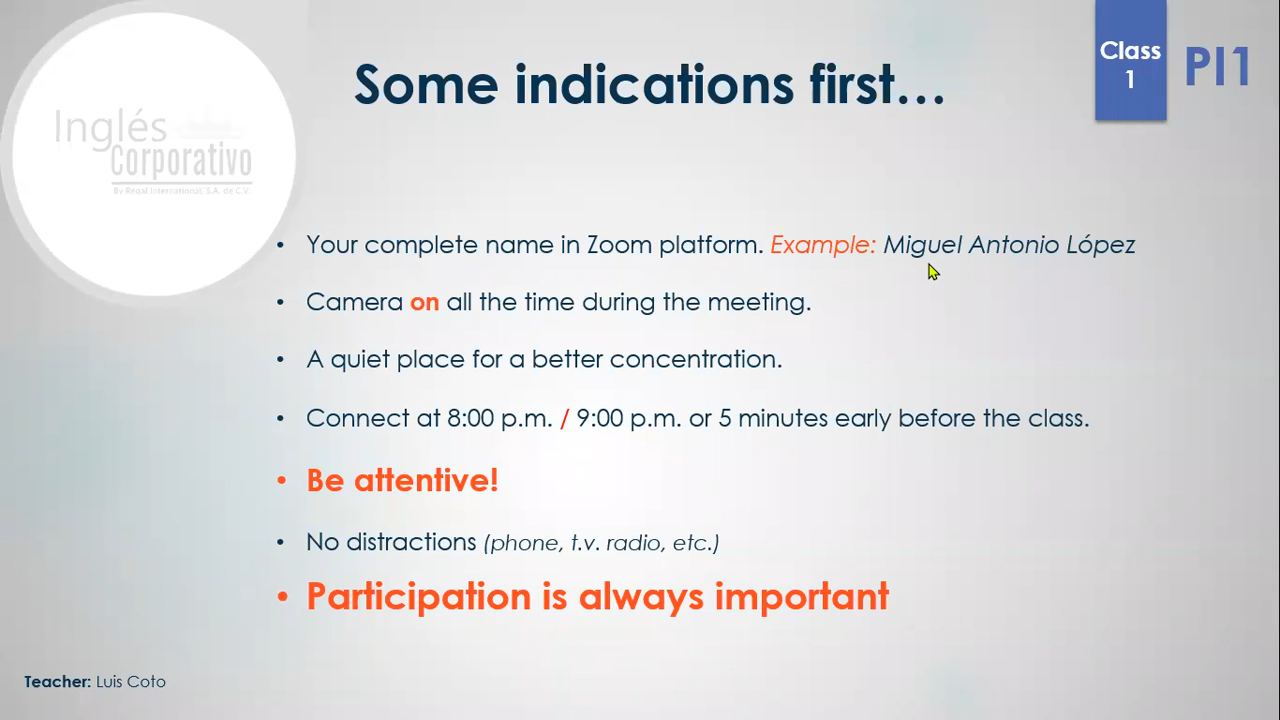 Some indications first…
Class
1
PI1
Inglés
Corporativo
By Regal International, S.A. de C.V.
• Your complete name in Zoom platform. Example: Miguel Antonio López
• Camera on all the time during the meeting.
• A quiet place for a better concentration.
• Connect at 8:00 p.m. / 9:00 p.m. or 5 minutes early before the class.
• Be attentive!
• No distractions (phone, t.v. radio, etc.)
• Participation is always important
Teacher: Luis Coto